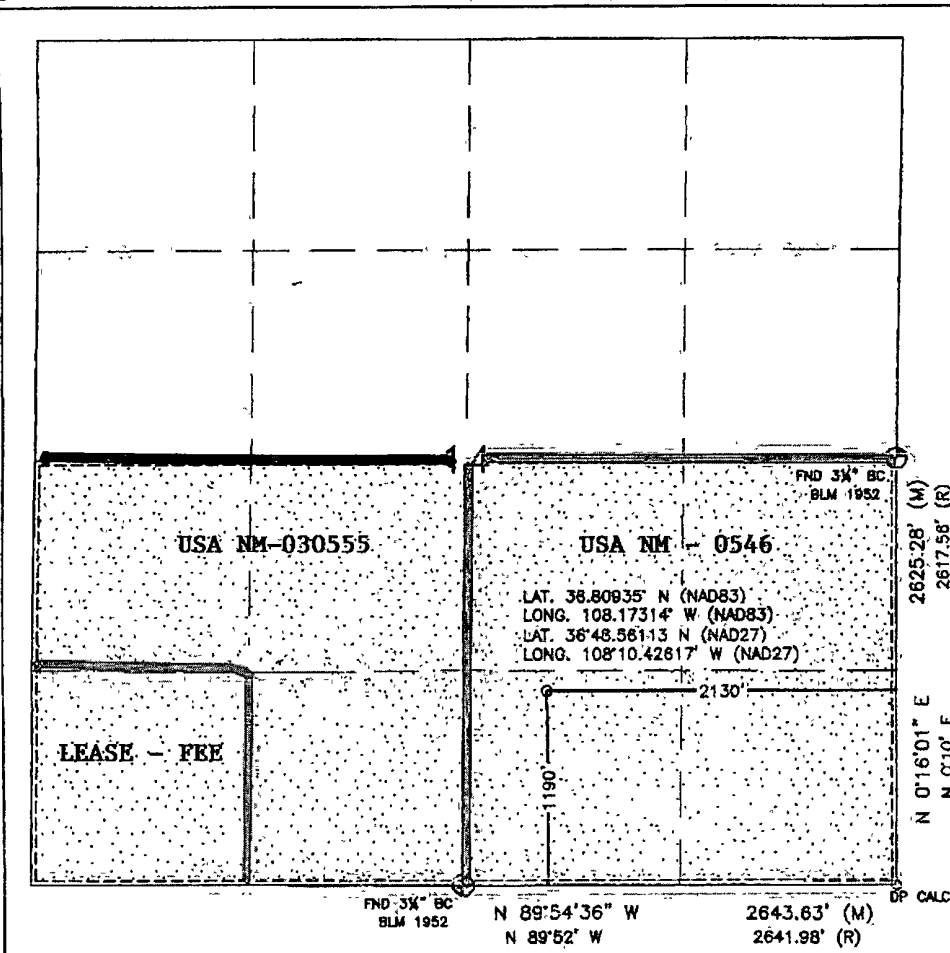 FND 3¼" BC
BLM 1952
USA NM-030555
USA NM - 0546
LAT. 36.80935° N (NAD83)
LONG. 108.17314° W (NAD83)
LAT. 36°48.56113 N (NAD27)
LONG. 108°10.42617' W (NAD27)
2625.28' (M)
2617.58' (R)
2130'
LEASE - FEE
1190'
N 0°16'01" E
N 0°10' E
FND 3¼" BC
BLM 1952
N 89°54'36" W
2643.63' (M)
N 89°52' W
2641.98' (R)
DP CALC